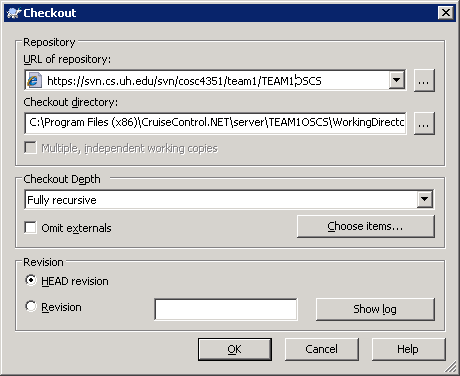 Checkout
Repository
URL of repository:
https://svn.cs.uh.edu/svn/cosc4351/team1/TEAM1OSCS
...
Checkout directory:
C:\Program Files (x86)\CruiseControl.NET\server\TEAM1OSCS\WorkingDirectc
...
Multiple, independent working copies
Checkout Depth
Fully recursive
Omit externals
Choose items...
Revision
HEAD revision
Revision
Show log
OK
Cancel
Help